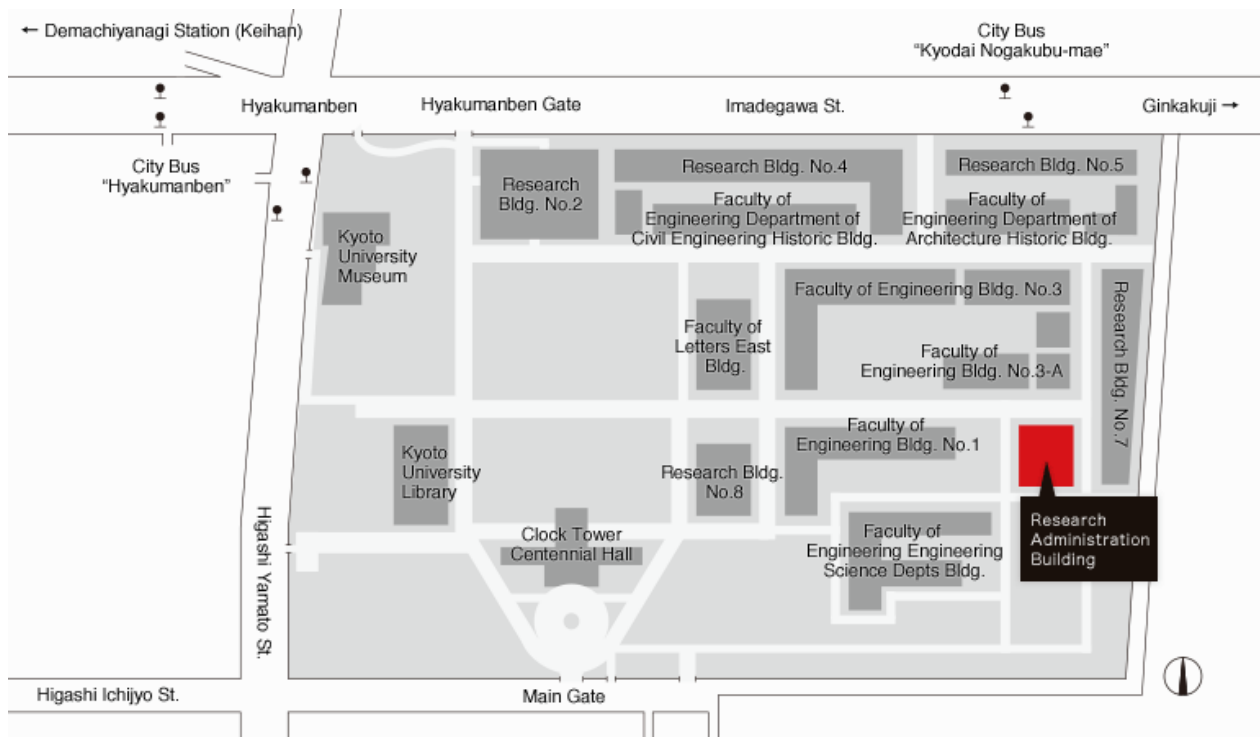 ← Demachiyanagi Station (Keihan)
City Bus
“Kyodai Nogakubu-mae”
Hyakumanben
Hyakumanben Gate
Imadegawa St.
Ginkakuji →
City Bus
“Hyakumanben”
Research
Bldg. No.2
Research Bldg. No.4
Research Bldg. No.5
Faculty of
Engineering Department of
Civil Engineering Historic Bldg.
Faculty of
Engineering Department of
Architecture Historic Bldg.
Kyoto
University
Museum
Faculty of Engineering Bldg. No.3
Research Bldg. No.7
Faculty of
Letters East
Bldg.
Faculty of
Engineering Bldg. No.3-A
Kyoto
University
Library
Research Bldg.
No.8
Faculty of
Engineering Bldg. No.1
Research
Administration
Building
Clock Tower
Centennial Hall
Faculty of
Engineering Engineering
Science Depts Bldg.
Higashi Yamato St.
Higashi Ichijyo St.
Main Gate